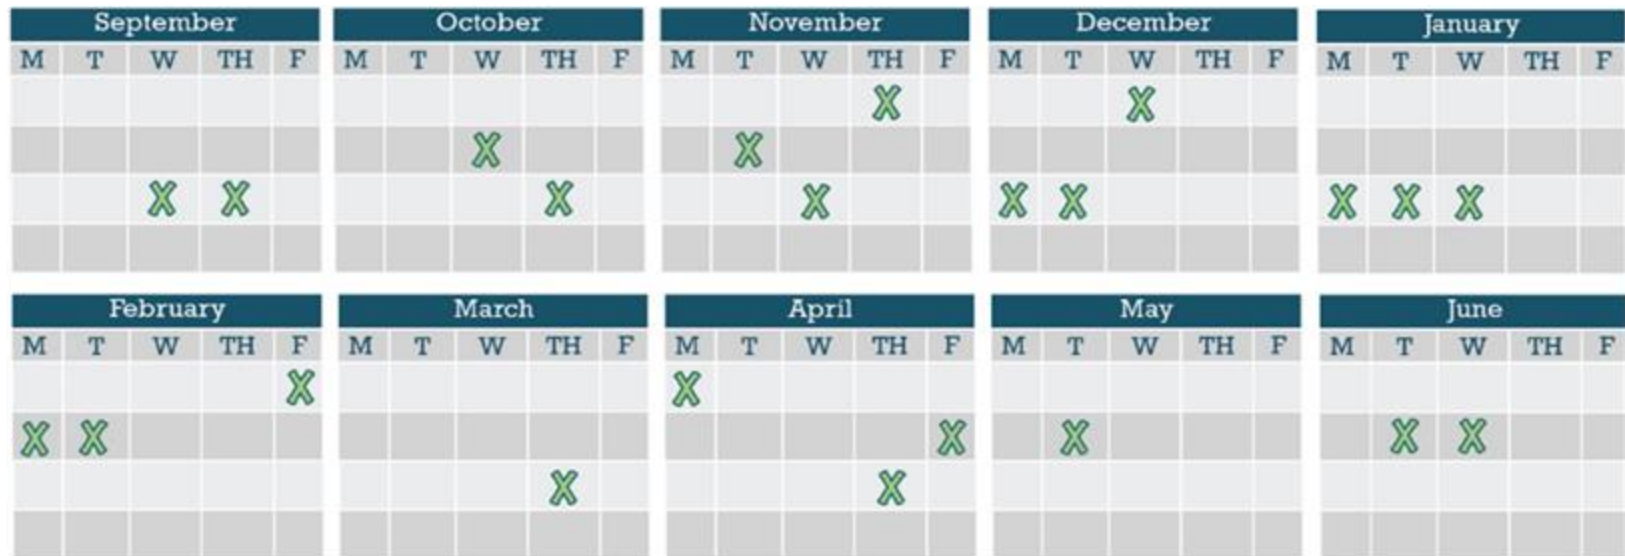 September October November December January
M T W TH F M T W TH F M T W TH F M T W TH F M T W TH F
X
X
X
X
X X
X
X
X X
X X X
February March April May June
M T W TH F M T W TH F M T W TH F M T W TH F M T W TH F
X X
X X X X X X
X X